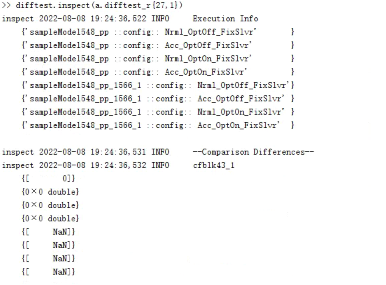 >> difftest.inspect(a.difftest_r{27,1})
inspect 2022-08-08 19:24:36,522 INFO Execution Info
{'sampleModel548_pp ::config:: Nrml_OptOff_FixSlvr' }
{'sampleModel548_pp ::config:: Acc_OptOff_FixSlvr' }
{'sampleModel548_pp ::config:: Nrml_OptOn_FixSlvr' }
{'sampleModel548_pp ::config:: Acc_OptOn_FixSlvr' }
{'sampleModel548_pp_1566_1 ::config:: Nrml_OptOff_FixSlvr' }
{'sampleModel548_pp_1566_1 ::config:: Acc_OptOff_FixSlvr' }
{'sampleModel548_pp_1566_1 ::config:: Nrml_OptOn_FixSlvr' }
{'sampleModel548_pp_1566_1 ::config:: Acc_OptOn_FixSlvr' }
inspect 2022-08-08 19:24:36,531 INFO --Comparison Differences--
inspect 2022-08-08 19:24:36,532 INFO cfblk43_1
{[ 0]}
{0×0 double}
{0×0 double}
{0×0 double}
{[ NaN]}
{[ NaN]}
{[ NaN]}
{[ NaN]}